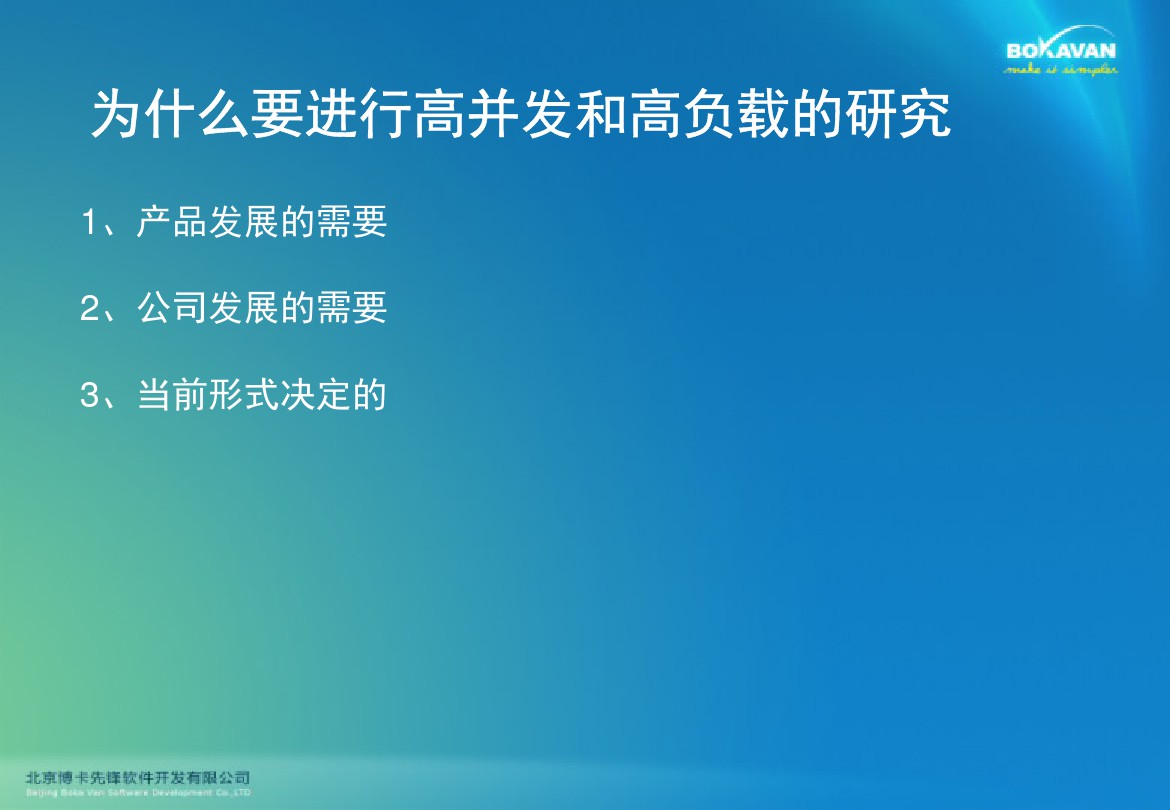 BOKAVAN
make it simpler
为什么要进行高并发和高负载的研究
1、产品发展的需要
2、公司发展的需要
3、当前形式决定的
北京博卡先锋软件开发有限公司
Beijing Boka Van Software Development Co.,LTD